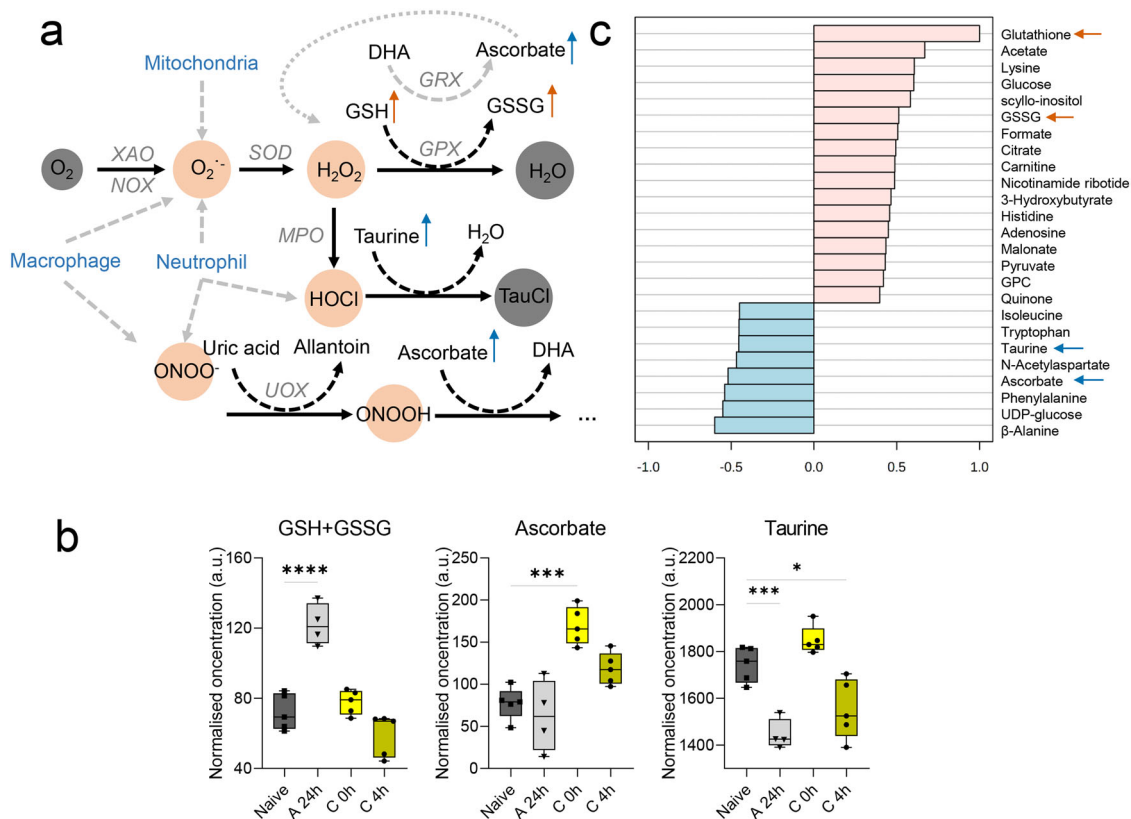 a
Mitochondria
DHA
Ascorbate
GRX
GSH
GSSG
XAO
SOD
GPX
O2
O2·-
H2O2
H2O
NOX
MPO
Taurine
H2O
Macrophage
Neutrophil
HOCl
TauCl
Uric acid
Allantoin
Ascorbate
DHA
ONOO-
UOX
ONOOH
...
c
Glutathione
Acetate
Lysine
Glucose
scyllo-inositol
GSSG
Formate
Citrate
Carnitine
Nicotinamide ribotide
3-Hydroxybutyrate
Histidine
Adenosine
Malonate
Pyruvate
GPC
Quinone
Isoleucine
Tryptophan
Taurine
N-Acetylaspartate
Ascorbate
Phenylalanine
UDP-glucose
β-Alanine
-1.0 -0.5 0.0 0.5 1.0
b
GSH+GSSG
Normalised oncentration (a.u.)
160
120
80
40
****
Naive A 24h C 0h C 4h
Ascorbate
Normalised oncentration (a.u.)
250
200
150
100
50
0
***
Naive A 24h C 0h C 4h
Taurine
Normalised oncentration (a.u.)
2200
2000
1800
1600
1400
*
***
Naive A 24h C 0h C 4h